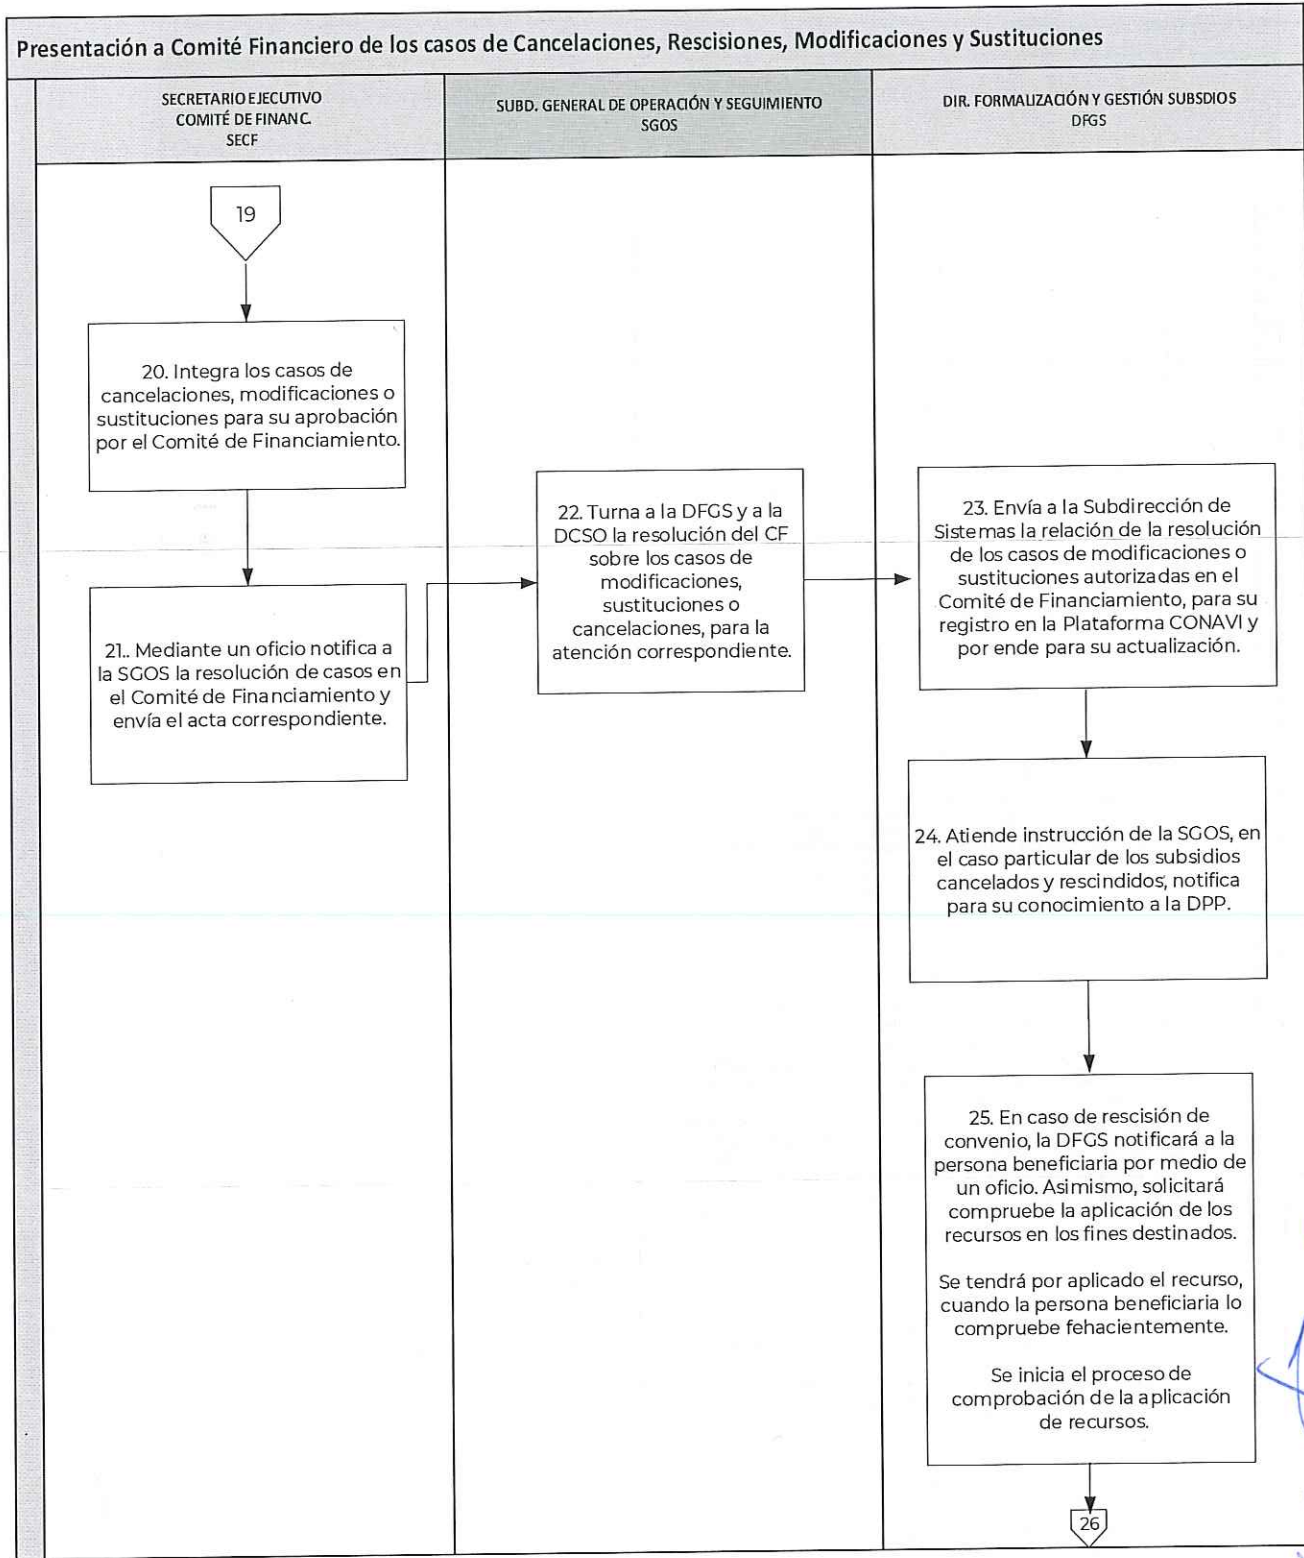 Presentación a Comité Financiero de los casos de Cancelaciones, Rescisiones, Modificaciones y Sustituciones
SECRETARIO EJECUTIVO
COMITÉ DE FINANC.
SECF
SUBD. GENERAL DE OPERACIÓN Y SEGUIMIENTO
SGOS
DIR. FORMALIZACIÓN Y GESTIÓN SUBSDIOS
DFGS
19
20. Integra los casos de
cancelaciones, modificaciones o
sustituciones para su aprobación
por el Comité de Financiamiento.
21.. Mediante un oficio notifica a
la SGOS la resolución de casos en
el Comité de Financiamiento y
envía el acta correspondiente.
22. Turna a la DFGS y a la
DCSO la resolución del CF
sobre los casos de
modificaciones,
sustituciones o
cancelaciones, para la
atención correspondiente.
23. Envía a la Subdirección de
Sistemas la relación de la resolución
de los casos de modificaciones o
sustituciones autorizadas en el
Comité de Financiamiento, para su
registro en la Plataforma CONAVI y
por ende para su actualización.
24. Atiende instrucción de la SGOS, en
el caso particular de los subsidios
cancelados y rescindidos, notifica
para su conocimiento a la DPP.
25. En caso de rescisión de
convenio, la DFGS notificará a la
persona beneficiaria por medio de
un oficio. Asimismo, solicitará
compruebe la aplicación de los
recursos en los fines destinados.
Se tendrá por aplicado el recurso,
cuando la persona beneficiaria lo
compruebe fehacientemente.
Se inicia el proceso de
comprobación de la aplicación
de recursos.
26